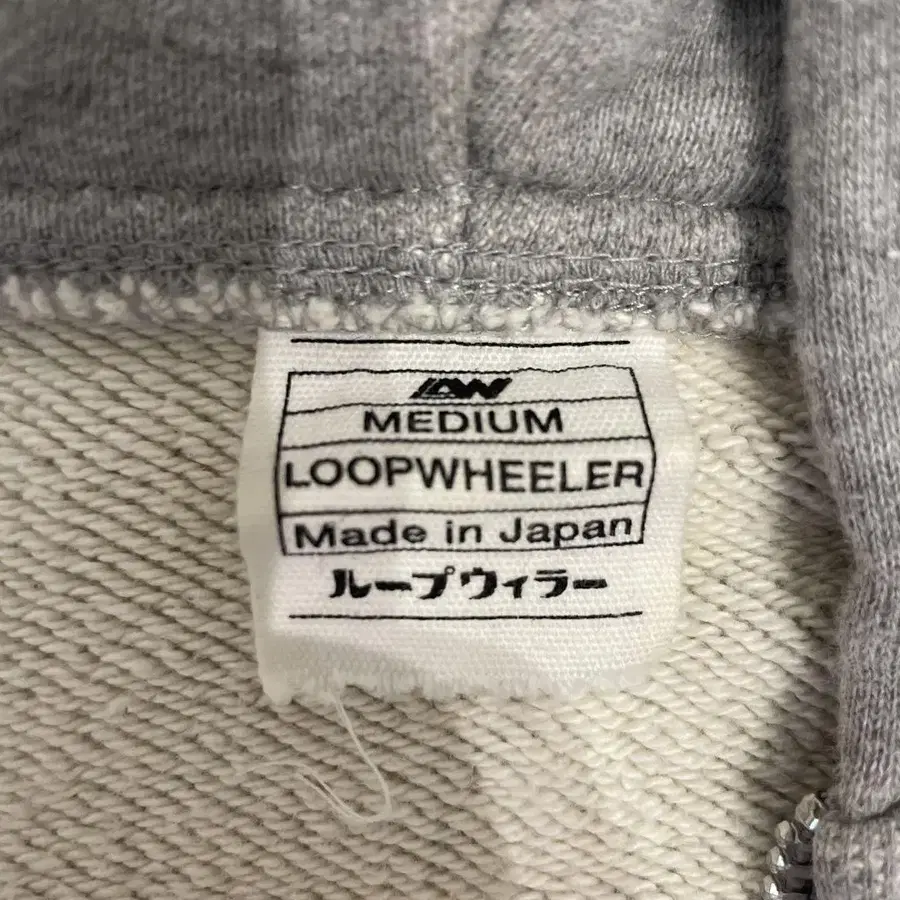 LW
MEDIUM
LOOPWHEELER
Made in Japan
ループウィラー